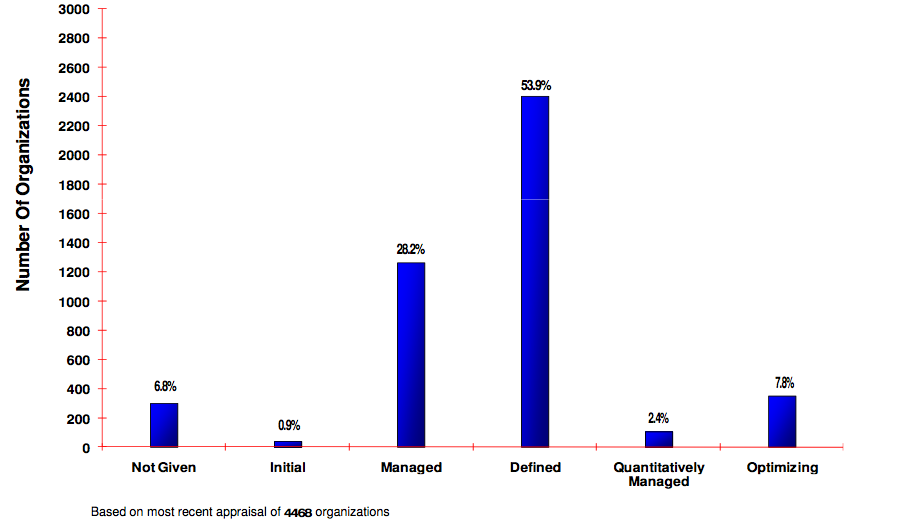 3000
2800
2600
2400
2200
2000
1800
1600
1400
1200
1000
800
600
400
200
0
Number Of Organizations
6.8%
0.9%
28.2%
53.9%
2.4%
7.8%
Not Given
Initial
Managed
Defined
Quantitatively
Managed
Optimizing
Based on most recent appraisal of 4468 organizations